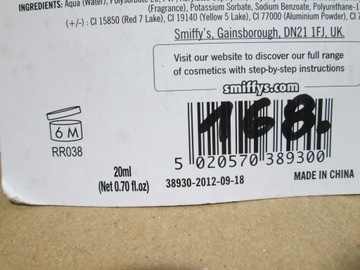 INGREDIENTS: Aqua (Water), Polysorbate 20,
(Fragrance), Potassium Sorbate, Sodium Benzoate, Polyurethane-1
(+/-) : CI 15850 (Red 7 Lake), CI 19140 (Yellow 5 Lake), CI 77000 (Aluminium Powder), CI
Smiffy's, Gainsborough, DN21 1FJ, UK.
Visit our website to discover our full range
of cosmetics with step-by-step instructions
smiffys.com
168.
6 M
RR038
5 020570 389300
20ml
(Net 0.70 fl.oz)
38930-2012-09-18
MADE IN CHINA